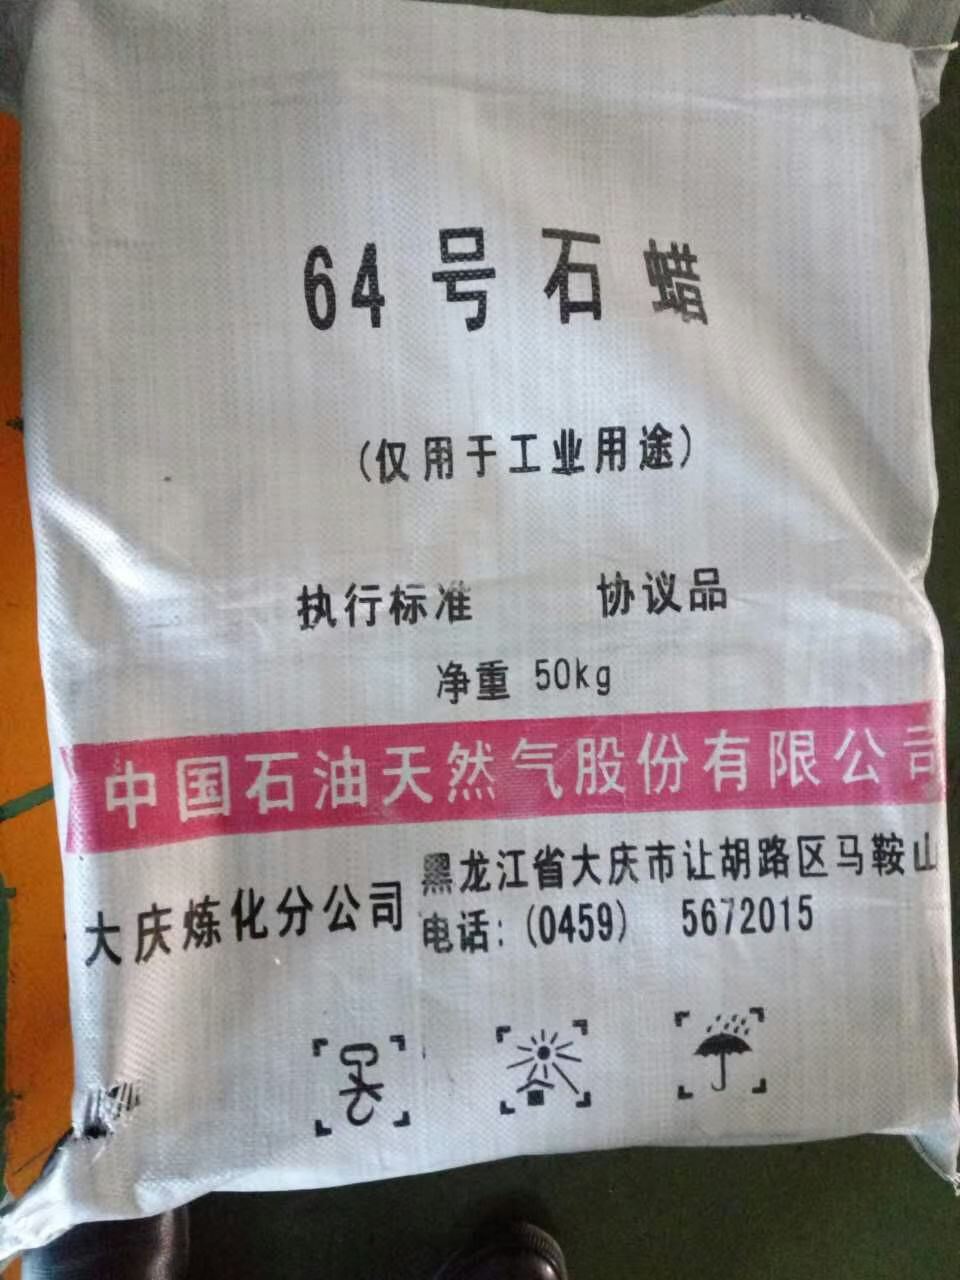 64号石蜡
(仅用于工业用途)
执行标准 协议品
净重 50kg
中国石油天然气股份有限公司
大庆炼化分公司
黑龙江省大庆市让胡路区马鞍山
电话:(0459) 5672015